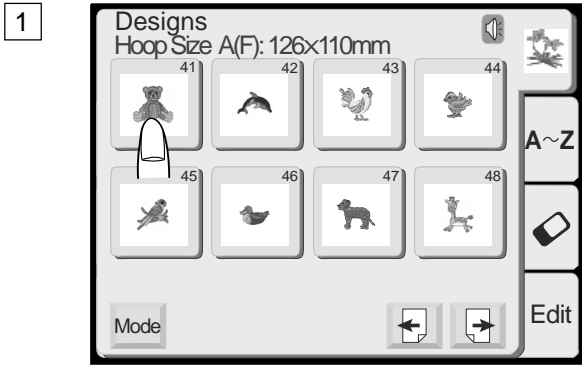 1
Designs
Hoop Size A(F): 126×110mm
41 42 43 44
A~Z
45 46 47 48
Mode
Edit